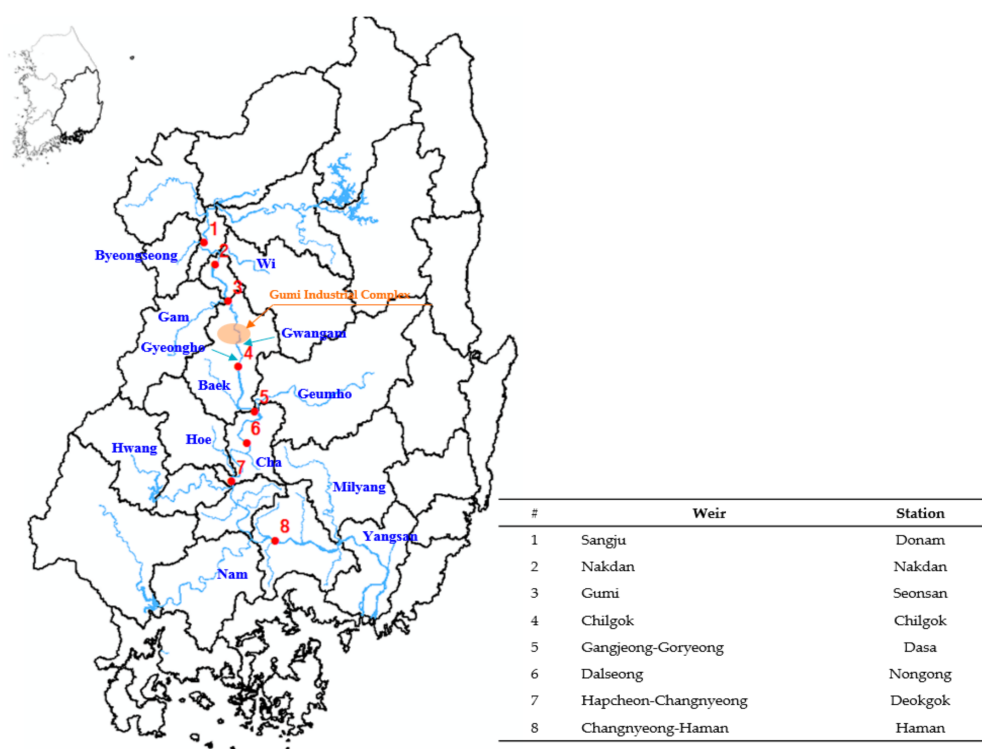 1
2
Byeongseong
Wi
3
Gumi Industrial Complex
Gam
Gwangam
Gyeongho
4
Baek
Geumho
5
6
Hoe
Hwang
Cha
7
Milyang
8
Yangsan
Nam
# Weir Station
1 Sangju Donam
2 Nakdan Nakdan
3 Gumi Seonsan
4 Chilgok Chilgok
5 Gangjeong-Goryeong Dasa
6 Dalseong Nongong
7 Hapcheon-Changnyeong Deokgok
8 Changnyeong-Haman Haman